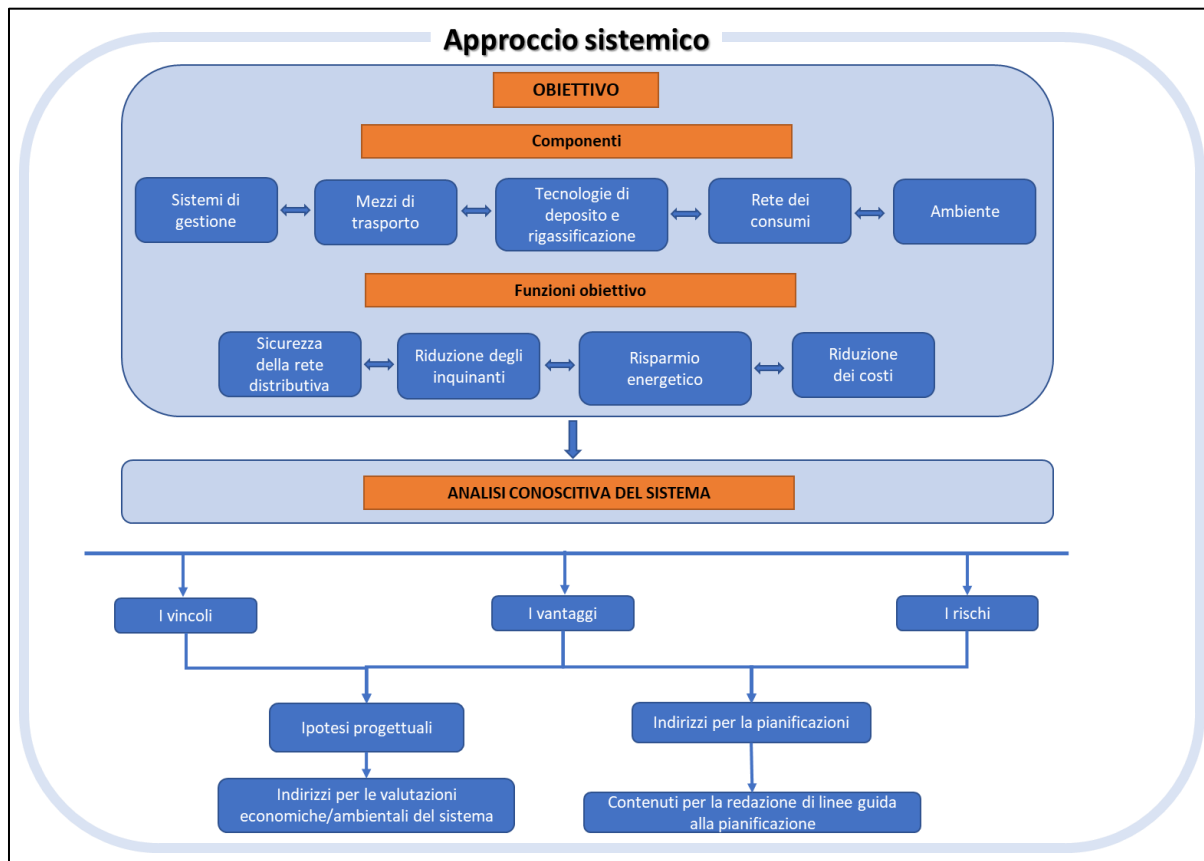 Approccio sistemico
OBIETTIVO
Componenti
Sistemi di
gestione
Mezzi di
trasporto
Tecnologie di
deposito e
rigassificazione
Rete dei
consumi
Ambiente
Funzioni obiettivo
Sicurezza
della rete
distributiva
Riduzione degli
inquinanti
Risparmio
energetico
Riduzione
dei costi
ANALISI CONOSCITIVA DEL SISTEMA
I vincoli
I vantaggi
I rischi
Ipotesi progettuali
Indirizzi per la pianificazioni
Indirizzi per le valutazioni
economiche/ambientali del sistema
Contenuti per la redazione di linee guida
alla pianificazione